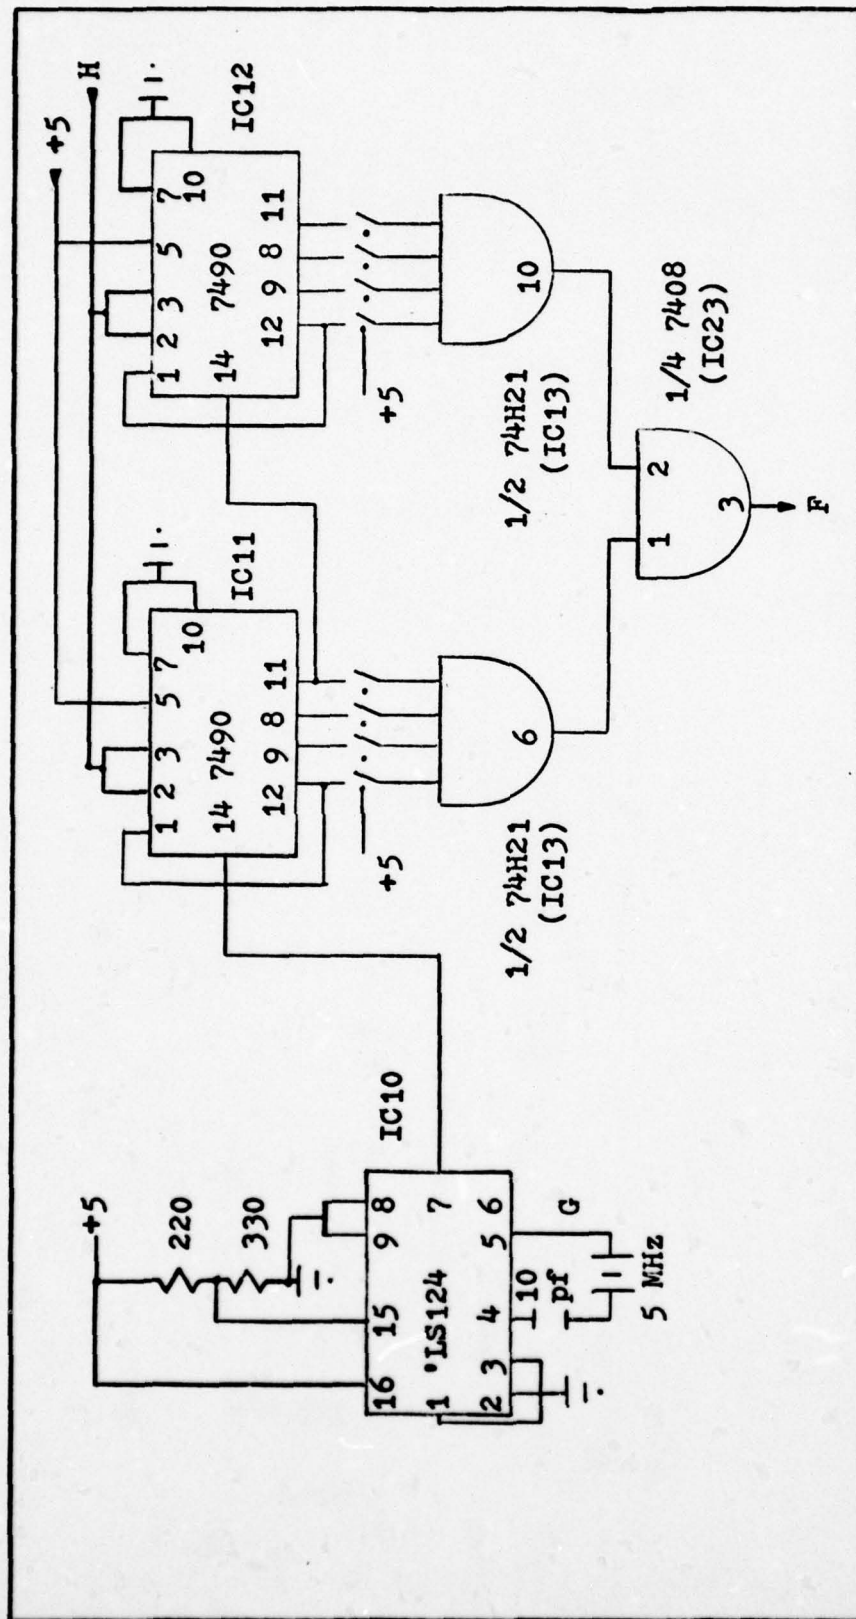 +5
H
IC12
7 10
1 2 3 5
14 7490
12 9 8 11
+5
10
1/2 74H21
(IC13)
1/4 7408
(IC23)
1 2
3
F
IC11
7 10
1 2 3 5
14 7490
12 9 8 11
+5
6
1/2 74H21
(IC13)
IC10
+5
220
330
16 15 9 8
'LS124 7
1 2 3 4 5 6
10
pf
G
5 MHz